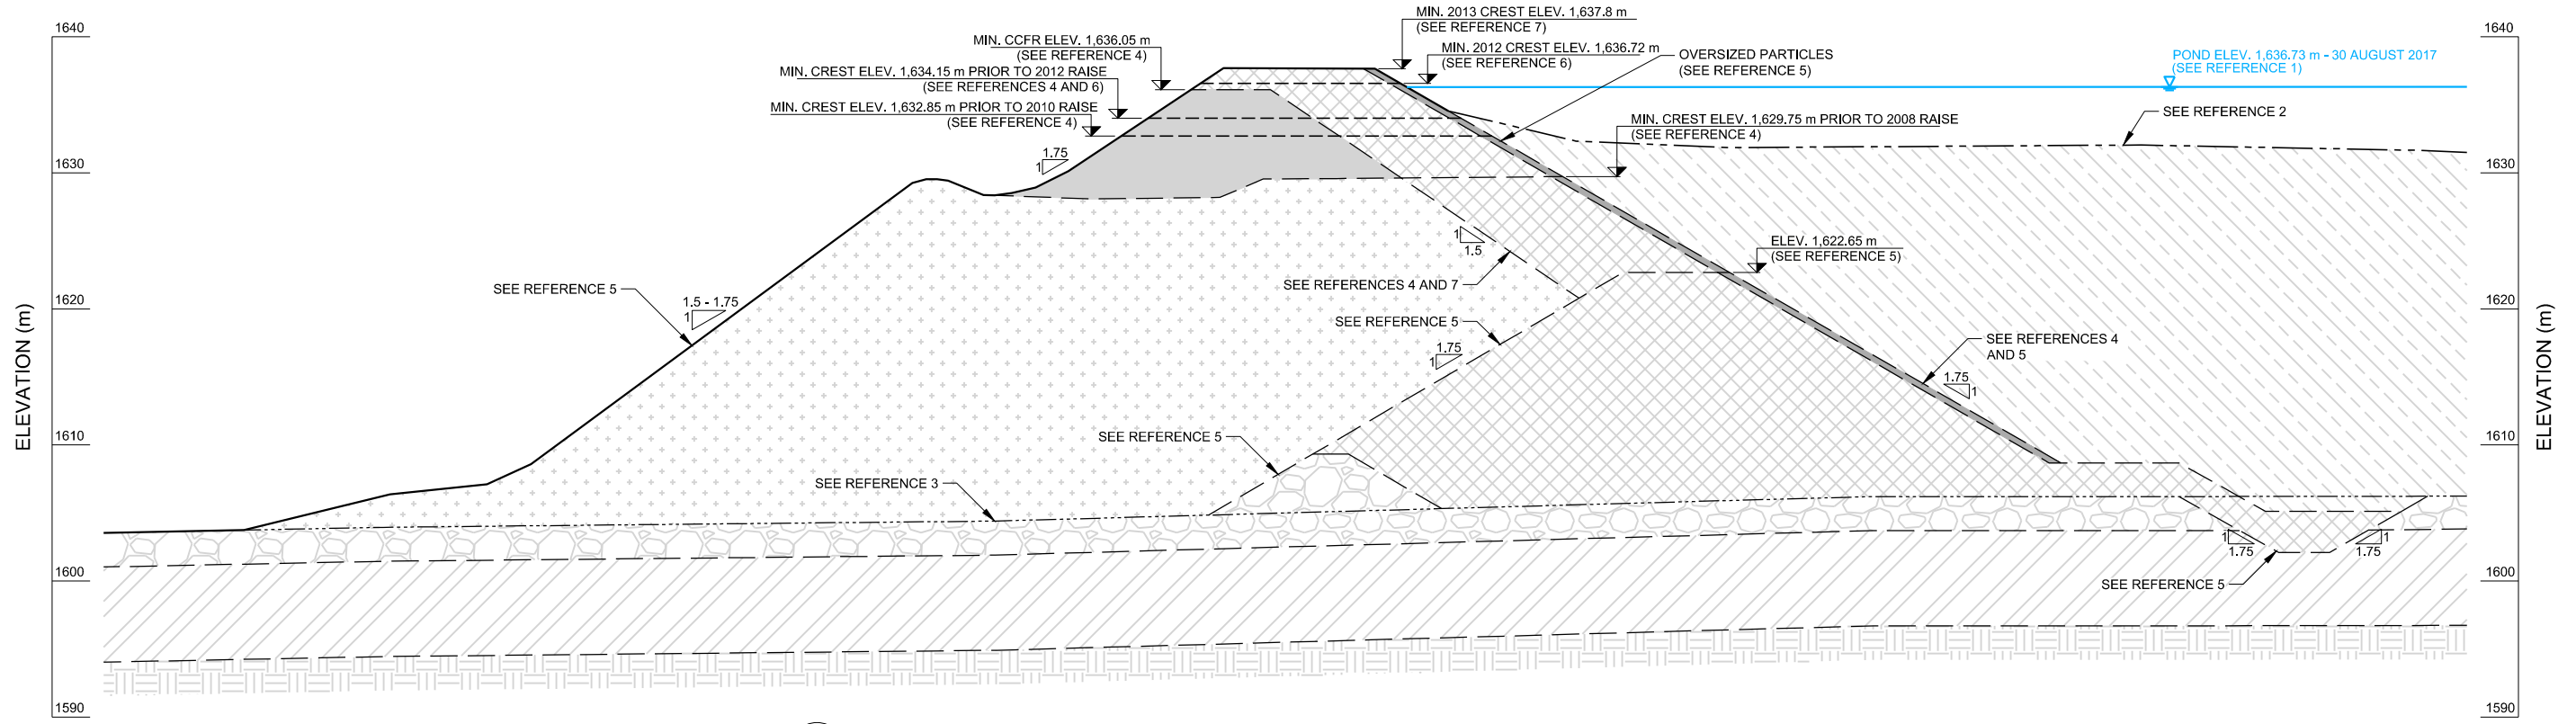 MIN. 2013 CREST ELEV. 1,637.8 m
(SEE REFERENCE 7)
1640
1640
MIN. CCFR ELEV. 1,636.05 m
(SEE REFERENCE 4)
MIN. 2012 CREST ELEV. 1,636.72 m
(SEE REFERENCE 6)
OVERSIZED PARTICLES
(SEE REFERENCE 5)
POND ELEV. 1,636.73 m - 30 AUGUST 2017
(SEE REFERENCE 1)
MIN. CREST ELEV. 1,634.15 m PRIOR TO 2012 RAISE
(SEE REFERENCES 4 AND 6)
MIN. CREST ELEV. 1,632.85 m PRIOR TO 2010 RAISE
(SEE REFERENCE 4)
MIN. CREST ELEV. 1,629.75 m PRIOR TO 2008 RAISE
(SEE REFERENCE 4)
SEE REFERENCE 2
1.75
1
1630
1630
1
1.5
ELEV. 1,622.65 m
(SEE REFERENCE 5)
SEE REFERENCE 5
SEE REFERENCES 4 AND 7
1.5 - 1.75
1
1620
1620
SEE REFERENCE 5
1.75
1
SEE REFERENCES 4
AND 5
1.75
1
ELEVATION (m)
ELEVATION (m)
1610
1610
SEE REFERENCE 5
SEE REFERENCE 3
1
1.75
1
1.75
1600
1600
SEE REFERENCE 5
1590
1590